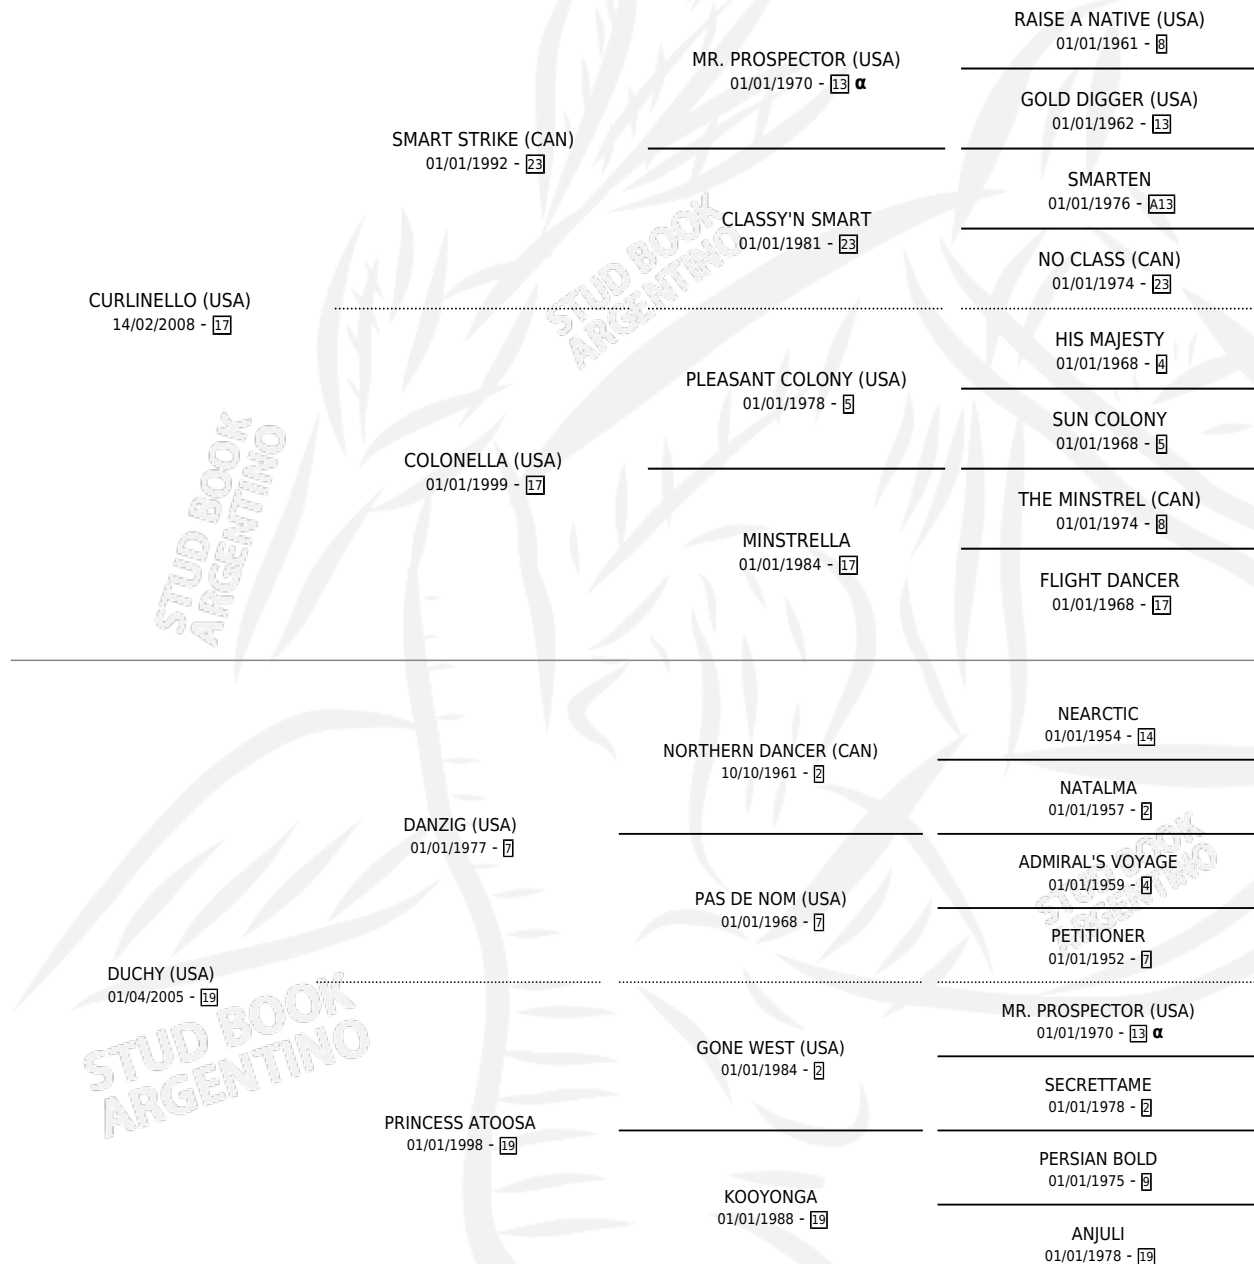 RAISE A NATIVE (USA)
01/01/1961 - 8
MR. PROSPECTOR (USA)
01/01/1970 - 13 α
GOLD DIGGER (USA)
01/01/1962 - 13
SMART STRIKE (CAN)
01/01/1992 - 23
SMARTEN
01/01/1976 - A13
CLASSY'N SMART
01/01/1981 - 23
NO CLASS (CAN)
01/01/1974 - 23
CURLINELLO (USA)
14/02/2008 - 17
HIS MAJESTY
01/01/1968 - 4
PLEASANT COLONY (USA)
01/01/1978 - 5
SUN COLONY
01/01/1968 - 5
COLONELLA (USA)
01/01/1999 - 17
THE MINSTREL (CAN)
01/01/1974 - 8
MINSTRELLA
01/01/1984 - 17
FLIGHT DANCER
01/01/1968 - 17
NEARCTIC
01/01/1954 - 14
NORTHERN DANCER (CAN)
10/10/1961 - 2
NATALMA
01/01/1957 - 2
DANZIG (USA)
01/01/1977 - 7
ADMIRAL'S VOYAGE
01/01/1959 - 4
PAS DE NOM (USA)
01/01/1968 - 7
PETITIONER
01/01/1952 - 7
DUCHY (USA)
01/04/2005 - 19
MR. PROSPECTOR (USA)
01/01/1970 - 13 α
GONE WEST (USA)
01/01/1984 - 2
SECRETTAME
01/01/1978 - 2
PRINCESS ATOOSA
01/01/1998 - 19
PERSIAN BOLD
01/01/1975 - 9
KOOYONGA
01/01/1988 - 19
ANJULI
01/01/1978 - 19
STUD BOOK
ARGENTINO
STUD BOOK
ARGENTINO
STUD BOOK
ARGENTINO
STUD BOOK
ARGENTINO